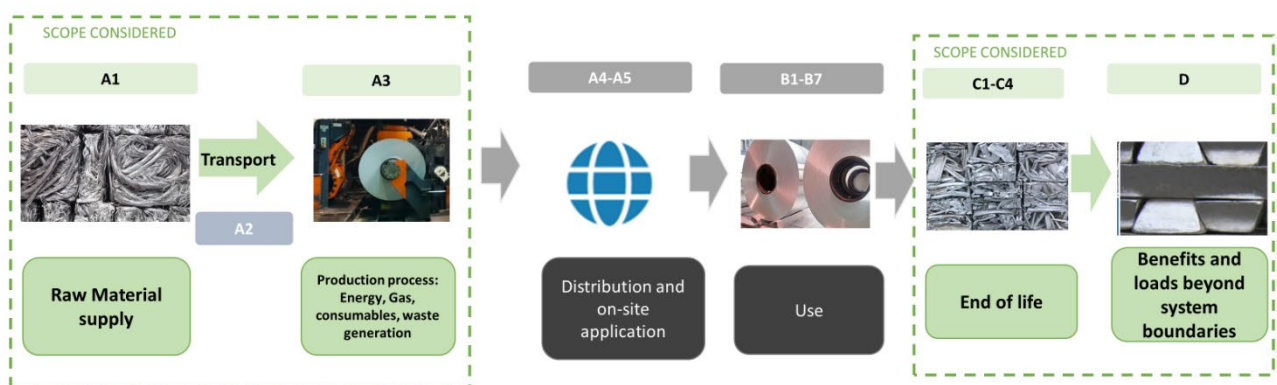 SCOPE CONSIDERED
A1
A3
Transport
A2
Raw Material
supply
Production process:
Energy, Gas,
consumables, waste
generation
A4-A5
B1-B7
Distribution and
on-site
application
Use
SCOPE CONSIDERED
C1-C4
D
End of life
Benefits and
loads beyond
system
boundaries